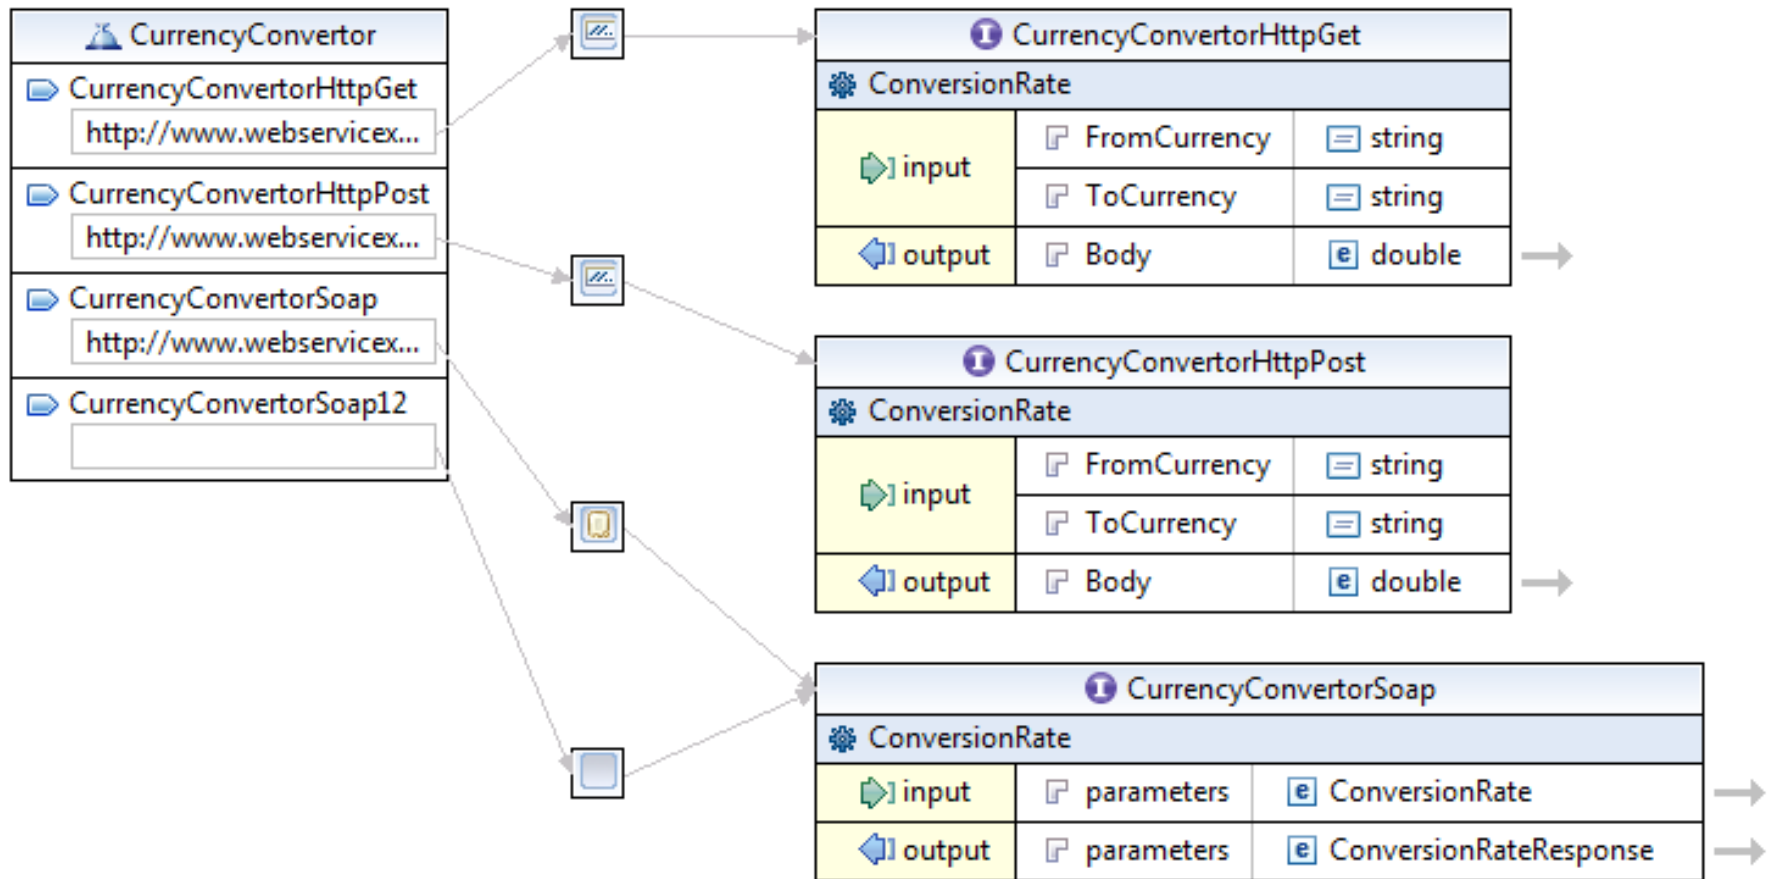 CurrencyConvertor
CurrencyConvertorHttpGet
http://www.webservicex...
CurrencyConvertorHttpPost
http://www.webservicex...
CurrencyConvertorSoap
http://www.webservicex...
CurrencyConvertorSoap12
CurrencyConvertorHttpGet
ConversionRate
input
FromCurrency string
ToCurrency string
output Body double
CurrencyConvertorHttpPost
ConversionRate
input
FromCurrency string
ToCurrency string
output Body double
CurrencyConvertorSoap
ConversionRate
input parameters ConversionRate
output parameters ConversionRateResponse